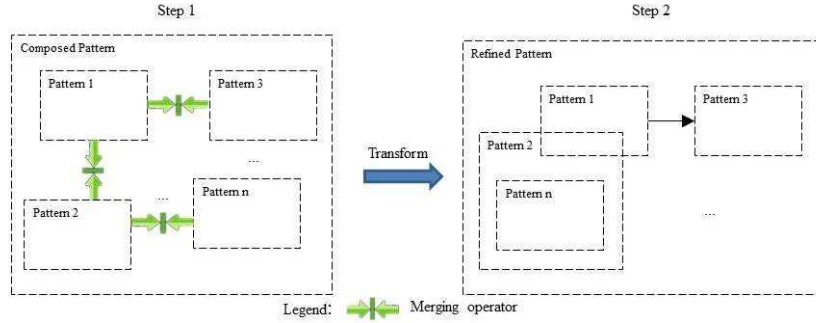 Step 1
Step 2
Composed Pattern
Pattern 1
Pattern 3
...
Pattern 2
...
Pattern n
Transform
Refined Pattern
Pattern 1
Pattern 3
Pattern 2
Pattern n
...
Legend: Merging operator